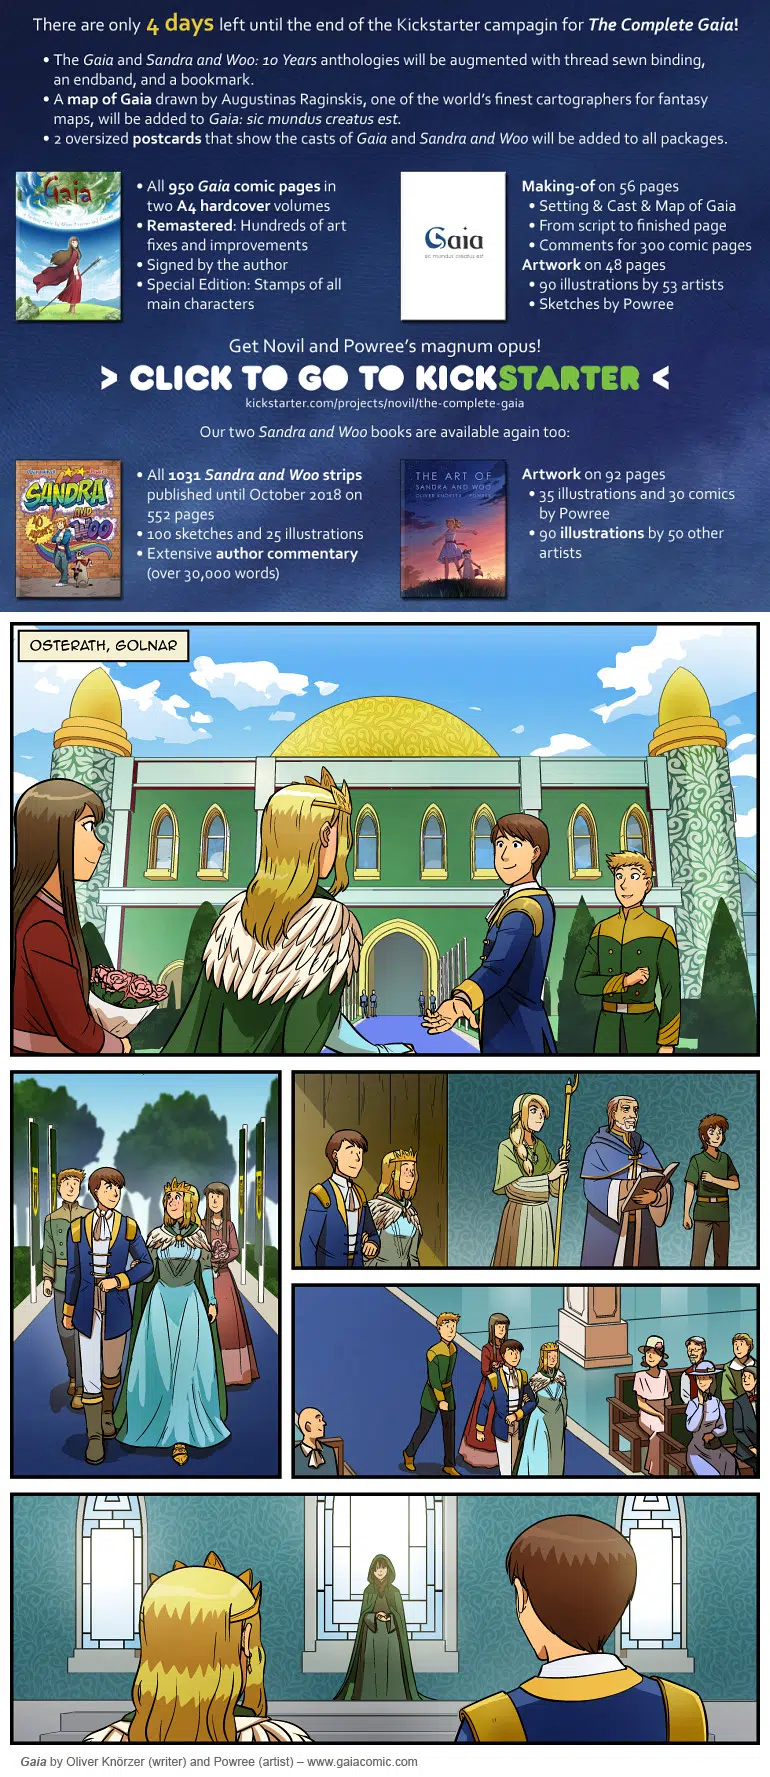 There are only 4 days left until the end of the Kickstarter campagin for The Complete Gaia!
• The Gaia and Sandra and Woo: 10 Years anthologies will be augmented with thread sewn binding,
an endband, and a bookmark.
• A map of Gaia drawn by Augustinas Raginskis, one of the world's finest cartographers for fantasy
maps, will be added to Gaia: sic mundus creatus est.
• 2 oversized postcards that show the casts of Gaia and Sandra and Woo will be added to all packages.
Gaia
• All 950 Gaia comic pages in
two A4 hardcover volumes
• Remastered: Hundreds of art
fixes and improvements
• Signed by the author
• Special Edition: Stamps of all
main characters
Gaia
sic mundus creatus est
Making-of on 56 pages
• Setting & Cast & Map of Gaia
• From script to finished page
• Comments for 300 comic pages
Artwork on 48 pages
• 90 illustrations by 53 artists
• Sketches by Powree
Get Novil and Powree's magnum opus!
> CLICK TO GO TO KICKSTARTER <
kickstarter.com/projects/novil/the-complete-gaia
Our two Sandra and Woo books are available again too:
SANDRA
AND
WOO
10
YEARS
• All 1031 Sandra and Woo strips
published until October 2018 on
552 pages
• 100 sketches and 25 illustrations
• Extensive author commentary
(over 30,000 words)
THE ART OF
SANDRA AND WOO
OLIVER KNÖRZER POWREE
Artwork on 92 pages
• 35 illustrations and 30 comics
by Powree
• 90 illustrations by 50 other
artists
OSTERATH, GOLNAR
Gaia by Oliver Knörzer (writer) and Powree (artist) – www.gaiacomic.com